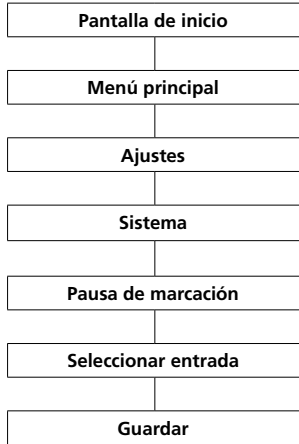 Pantalla de inicio
Menú principal
Ajustes
Sistema
Pausa de marcación
Seleccionar entrada
Guardar